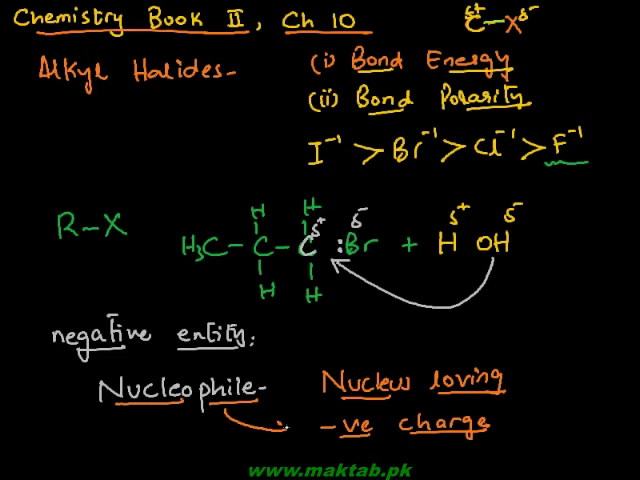 Chemistry Book II, Ch 10
Alkyl Halides-
C^δ+ – X^δ-
(i) Bond Energy
(ii) Bond Polarity
I⁻¹ > Br⁻¹ > Cl⁻¹ > F⁻¹
R–X
H H
H₃C – C – C^δ+ :Br^δ- + H^δ+ OH^δ-
H H
negative entity:
Nucleophile- Nucleus loving
-ve charge
www.maktab.pk